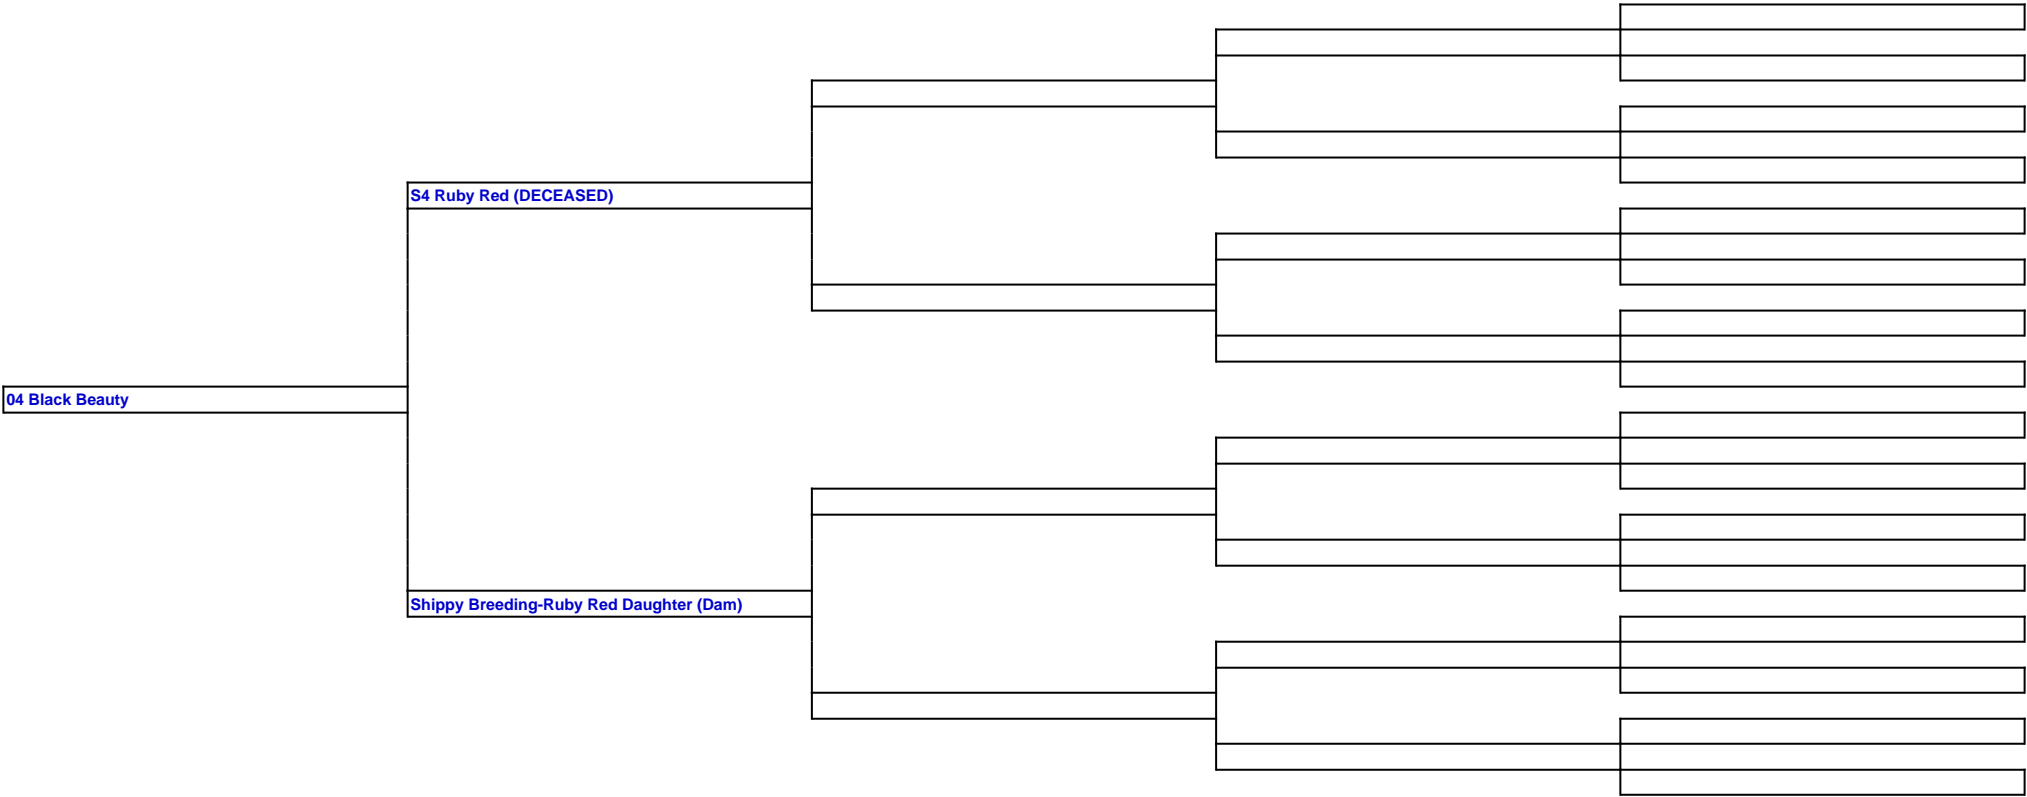 S4 Ruby Red (DECEASED)
04 Black Beauty
Shippy Breeding-Ruby Red Daughter (Dam)